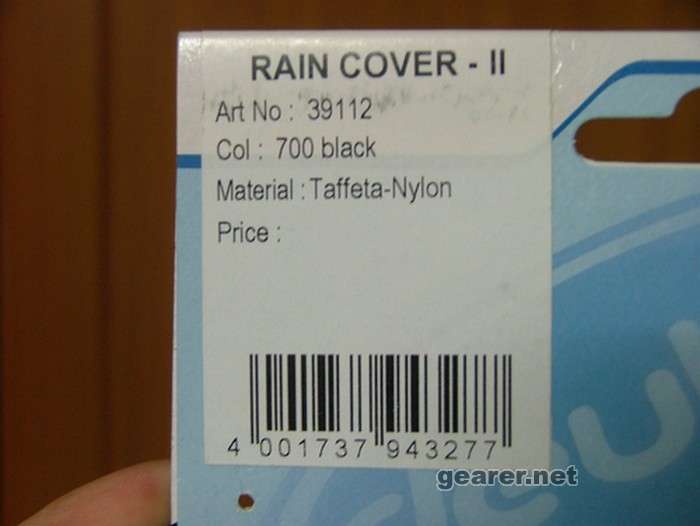 RAIN COVER - II
Art No : 39112
Col : 700 black
Material : Taffeta-Nylon
Price :
4 001737 943277
gearer.net